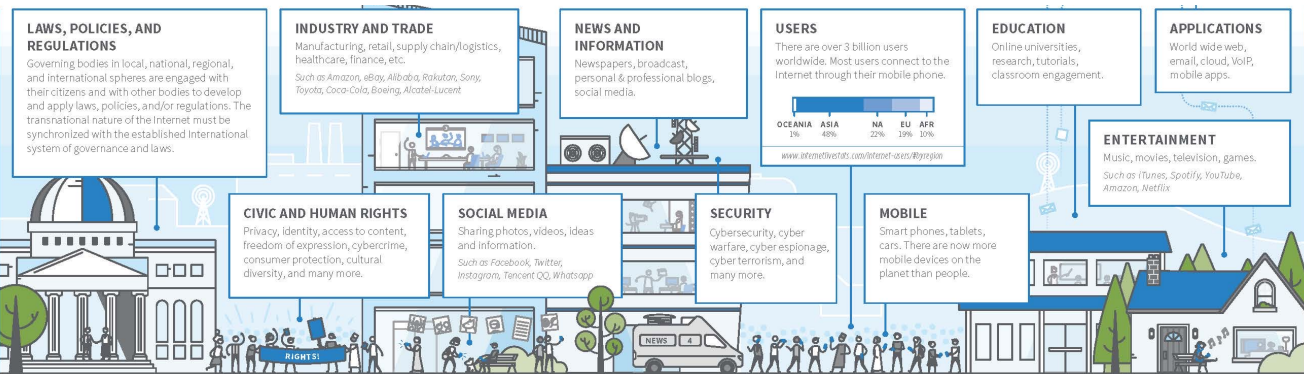 LAWS, POLICIES, AND
REGULATIONS
Governing bodies in local, national, regional,
and international spheres are engaged with
their citizens and with other bodies to develop
and apply laws, policies, and/or regulations. The
transnational nature of the Internet must be
synchronized with the established International
system of governance and laws.
INDUSTRY AND TRADE
Manufacturing, retail, supply chain/logistics,
healthcare, finance, etc.
Such as Amazon, eBay, Alibaba, Rakutan, Sony,
Toyota, Coca-Cola, Boeing, Alcatel-Lucent
NEWS AND
INFORMATION
Newspapers, broadcast,
personal & professional blogs,
social media.
USERS
There are over 3 billion users
worldwide. Most users connect to the
Internet through their mobile phone.
OCEANIA ASIA NA EU AFR
1% 48% 22% 19% 10%
www.internetlivestats.com/internet-users/#byregion
EDUCATION
Online universities,
research, tutorials,
classroom engagement.
APPLICATIONS
World wide web,
email, cloud, VoIP,
mobile apps.
ENTERTAINMENT
Music, movies, television, games.
Such as iTunes, Spotify, YouTube,
Amazon, Netflix
CIVIC AND HUMAN RIGHTS
Privacy, identity, access to content,
freedom of expression, cybercrime,
consumer protection, cultural
diversity, and many more.
SOCIAL MEDIA
Sharing photos, videos, ideas
and information.
Such as Facebook, Twitter,
Instagram, Tencent QQ, Whatsapp
SECURITY
Cybersecurity, cyber
warfare, cyber espionage,
cyber terrorism, and
many more.
MOBILE
Smart phones, tablets,
cars. There are now more
mobile devices on the
planet than people.
RIGHTS!
NEWS 4